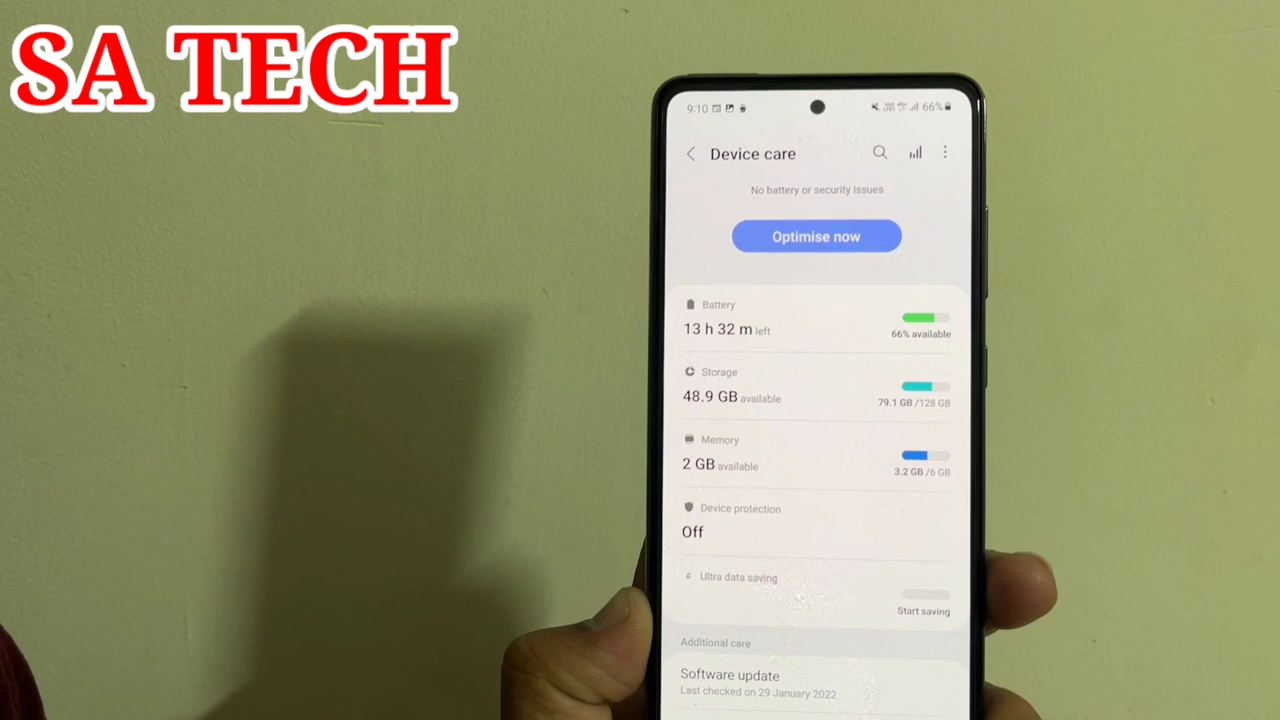 SA TECH
9:10 66%
Device care
No battery or security issues
Optimise now
Battery
13 h 32 m left
66% available
Storage
48.9 GB available
79.1 GB /128 GB
Memory
2 GB available
3.2 GB /6 GB
Device protection
Off
Ultra data saving
Start saving
Additional care
Software update
Last checked on 29 January 2022